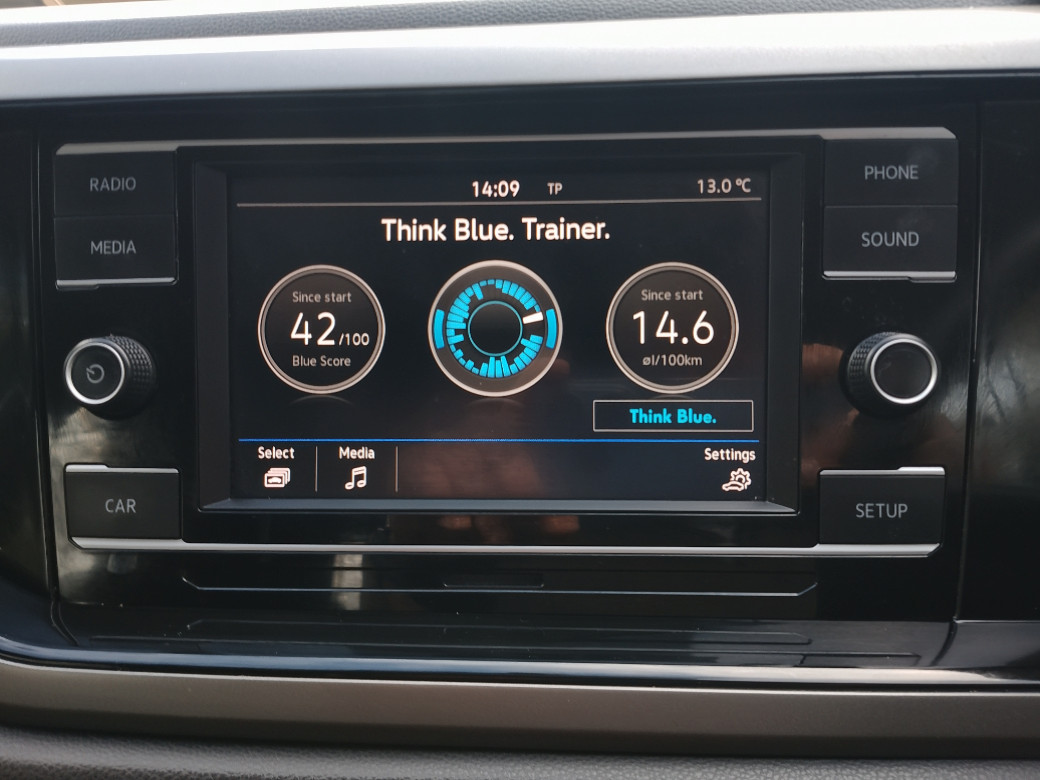 RADIO
MEDIA
PHONE
SOUND
14:09 TP 13.0 °C
Think Blue. Trainer.
Since start
42/100
Blue Score
Since start
14.6
øl/100km
Think Blue.
Select
Media
Settings
CAR
SETUP